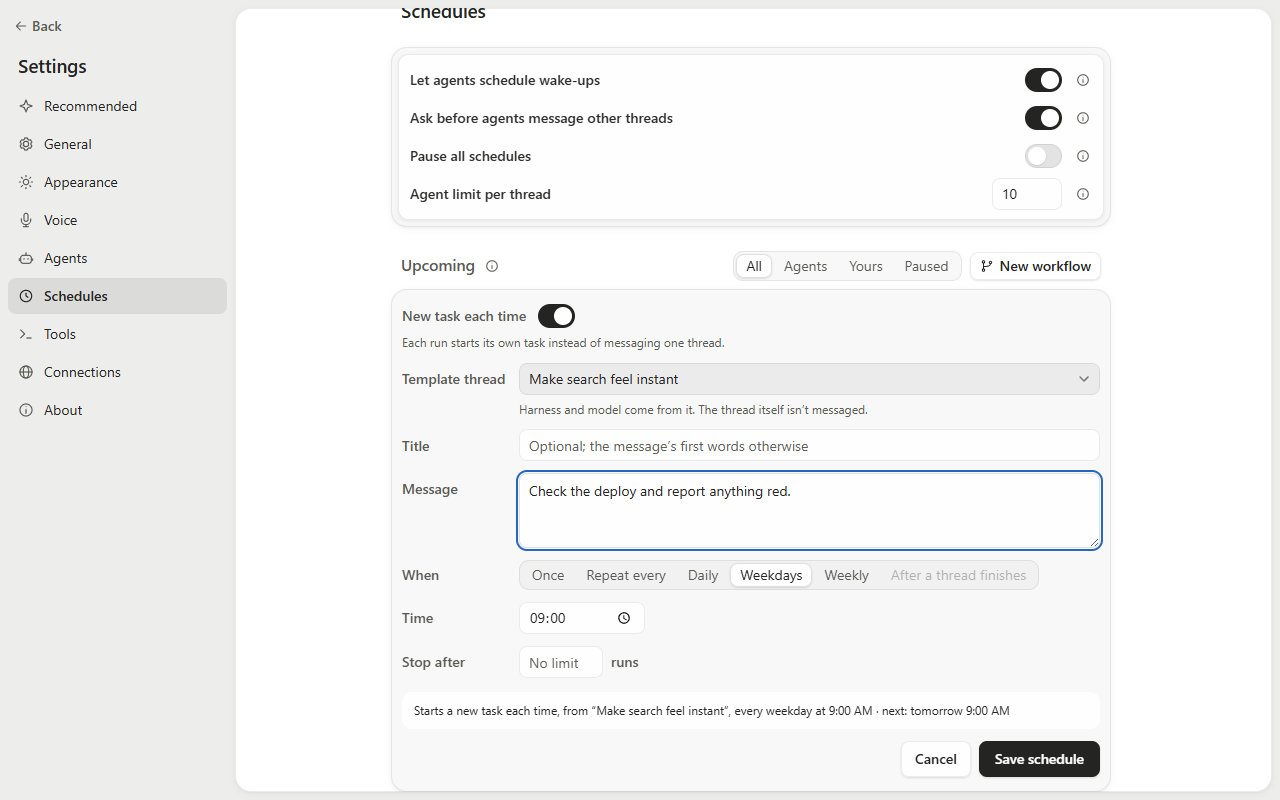 Back
Settings
Recommended
General
Appearance
Voice
Agents
Schedules
Tools
Connections
About
Schedules
Let agents schedule wake-ups
Ask before agents message other threads
Pause all schedules
Agent limit per thread 10
Upcoming All Agents Yours Paused New workflow
New task each time
Each run starts its own task instead of messaging one thread.
Template thread Make search feel instant
Harness and model come from it. The thread itself isn’t messaged.
Title Optional; the message’s first words otherwise
Message Check the deploy and report anything red.
When Once Repeat every Daily Weekdays Weekly After a thread finishes
Time 09:00
Stop after No limit runs
Starts a new task each time, from “Make search feel instant”, every weekday at 9:00 AM · next: tomorrow 9:00 AM
Cancel Save schedule